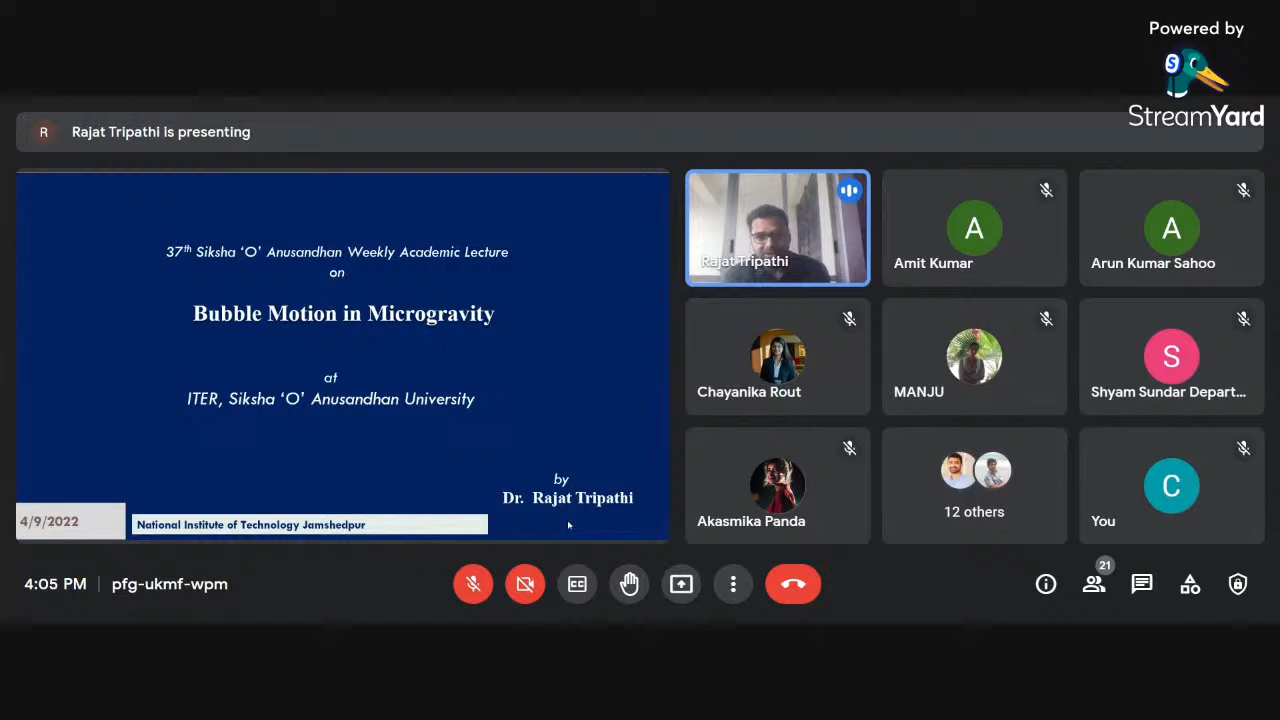 Powered by
S
StreamYard
R
Rajat Tripathi is presenting
37th Siksha ‘O’ Anusandhan Weekly Academic Lecture
on
Bubble Motion in Microgravity
at
ITER, Siksha ‘O’ Anusandhan University
by
Dr. Rajat Tripathi
4/9/2022
National Institute of Technology Jamshedpur
Rajat Tripathi
A
Amit Kumar
A
Arun Kumar Sahoo
Chayanika Rout
MANJU
S
Shyam Sundar Depart...
Akasmika Panda
12 others
C
You
4:05 PM
pfg-ukmf-wpm
CC
21